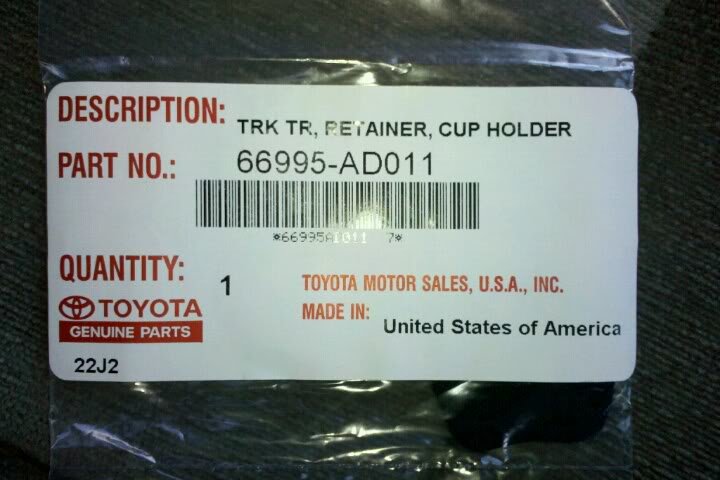 DESCRIPTION: TRK TR, RETAINER, CUP HOLDER
PART NO.: 66995-AD011
*66995AD011 7*
QUANTITY: 1
TOYOTA MOTOR SALES, U.S.A., INC.
TOYOTA
MADE IN: United States of America
GENUINE PARTS
22J2